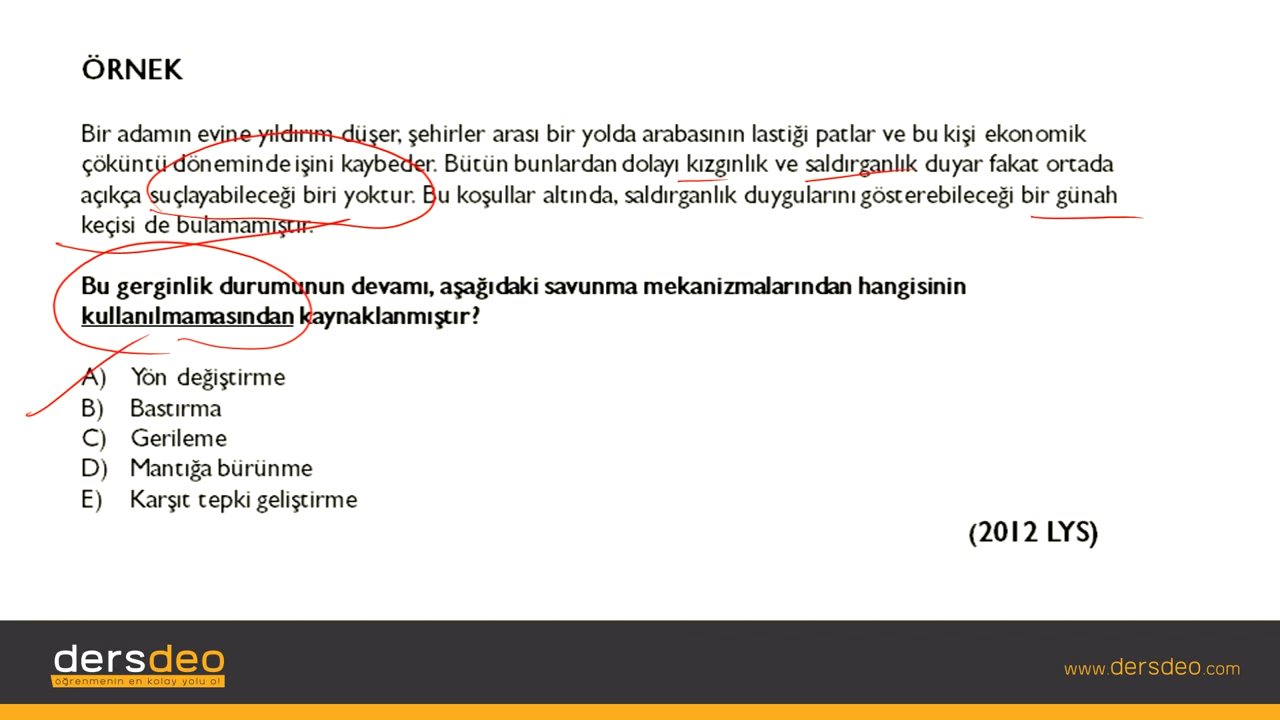 ÖRNEK
Bir adamın evine yıldırım düşer, şehirler arası bir yolda arabasının lastiği patlar ve bu kişi ekonomik
çöküntü döneminde işini kaybeder. Bütün bunlardan dolayı kızgınlık ve saldırganlık duyar fakat ortada
açıkça suçlayabileceği biri yoktur. Bu koşullar altında, saldırganlık duygularını gösterebileceği bir günah
keçisi de bulamamıştır.
Bu gerginlik durumunun devamı, aşağıdaki savunma mekanizmalarından hangisinin
kullanılmamasından kaynaklanmıştır?
A) Yön değiştirme
B) Bastırma
C) Gerileme
D) Mantığa bürünme
E) Karşıt tepki geliştirme
(2012 LYS)
dersdeo
öğrenmenin en kolay yolu o!
www.dersdeo.com